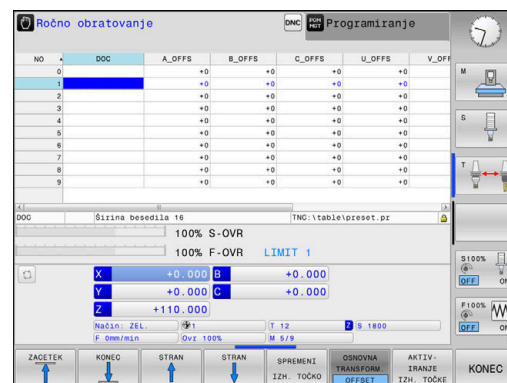 Ročno obratovanje
DNC
PGM MGT
Programiranje
NO DOC A_OFFS B_OFFS C_OFFS U_OFFS V_OFF
0 +0 +0 +0 +0
1 +0 +0 +0 +0
2 +0 +0 +0 +0
3 +0 +0 +0 +0
4 +0 +0 +0 +0
5 +0 +0 +0 +0
6 +0 +0 +0 +0
7 +0 +0 +0 +0
8 +0 +0 +0 +0
9 +0 +0 +0 +0
DOC Širina besedila 16 TNC:\table\preset.pr
100% S-OVR
100% F-OVR LIMIT 1
X +0.000 B +0.000
Y +0.000 C +0.000
Z +110.000
Način: ŽEL. 1 T 12 Z S 1800
F 0mm/min Ovr 100% M 5/9
M
S
T
S100%
OFF ON
F100%
OFF ON
ZAČETEK
KONEC
STRAN
STRAN
SPREMENI
IZH. TOČKO
OSNOVNA
TRANSFORM.
OFFSET
AKTIV-
IRANJE
IZH. TOČKE
KONEC